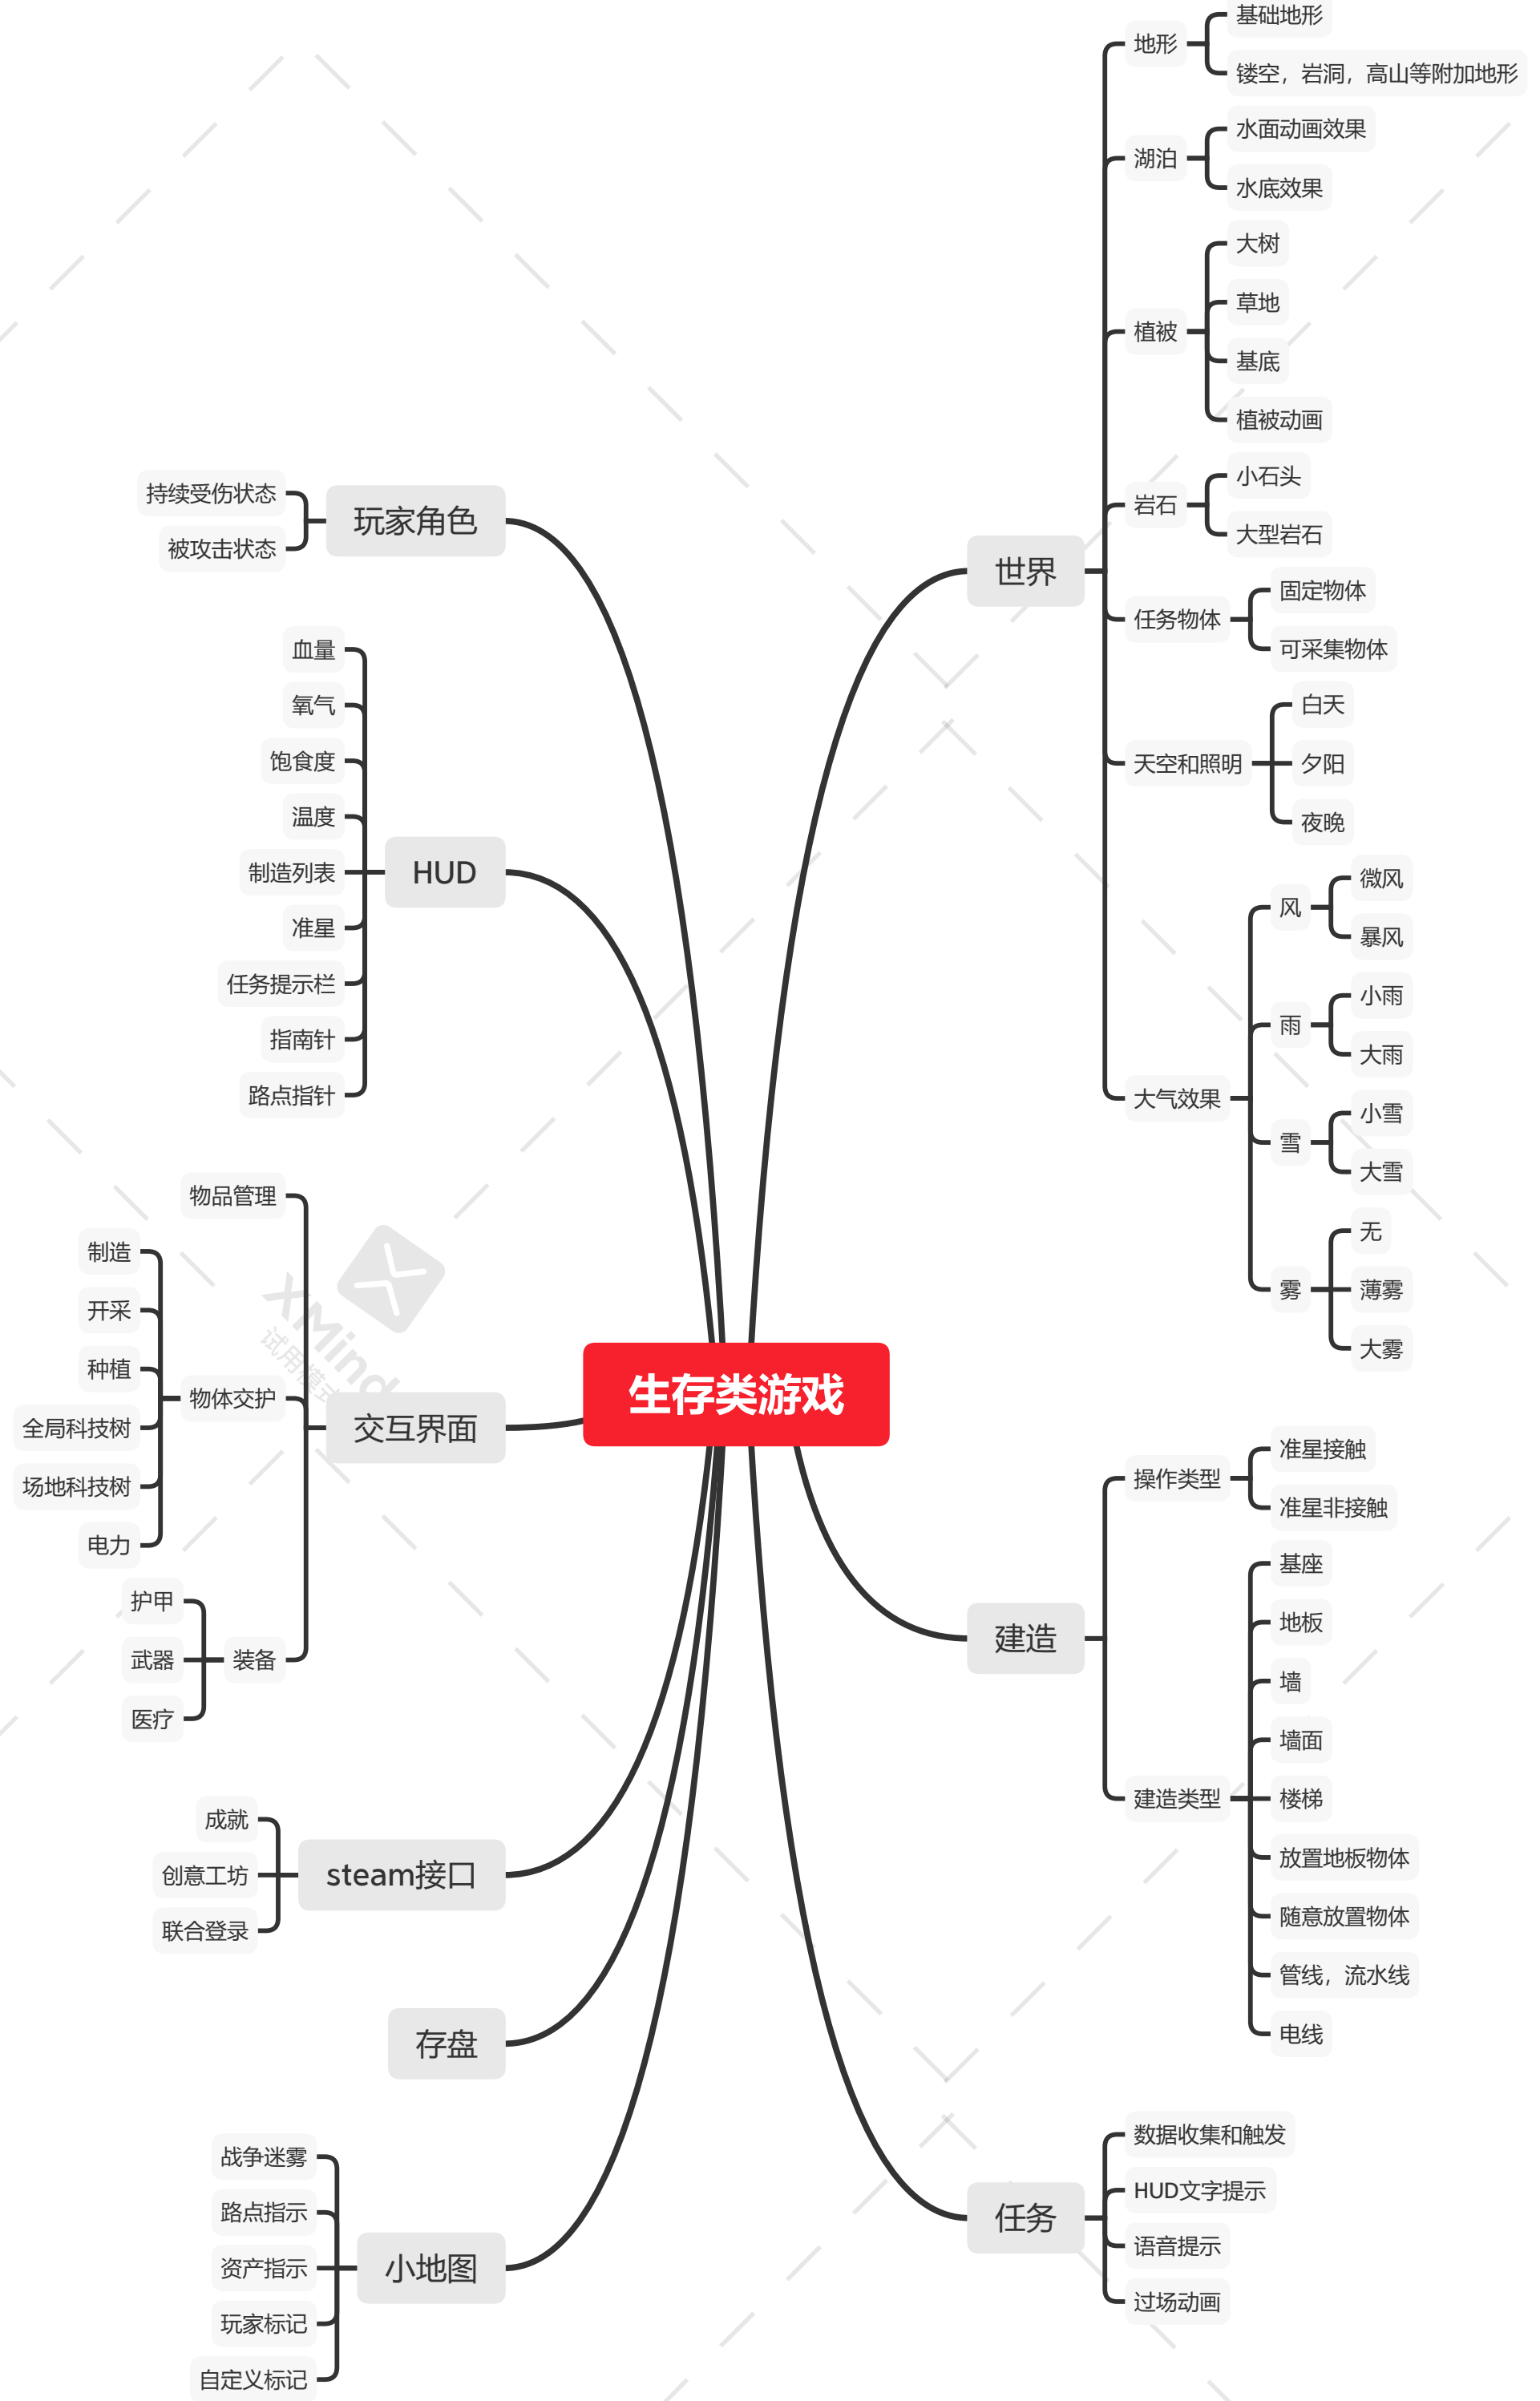 生存类游戏
世界
地形
基础地形
镂空，岩洞，高山等附加地形
湖泊
水面动画效果
水底效果
植被
大树
草地
基底
植被动画
岩石
小石头
大型岩石
任务物体
固定物体
可采集物体
天空和照明
白天
夕阳
夜晚
大气效果
风
微风
暴风
雨
小雨
大雨
雪
小雪
大雪
雾
无
薄雾
大雾
建造
操作类型
准星接触
准星非接触
建造类型
基座
地板
墙
墙面
楼梯
放置地板物体
随意放置物体
管线，流水线
电线
任务
数据收集和触发
HUD文字提示
语音提示
过场动画
玩家角色
持续受伤状态
被攻击状态
HUD
血量
氧气
饱食度
温度
制造列表
准星
任务提示栏
指南针
路点指针
交互界面
物品管理
物体交护
制造
开采
种植
全局科技树
场地科技树
电力
装备
护甲
武器
医疗
steam接口
成就
创意工坊
联合登录
存盘
小地图
战争迷雾
路点指示
资产指示
玩家标记
自定义标记
XMind
试用模式